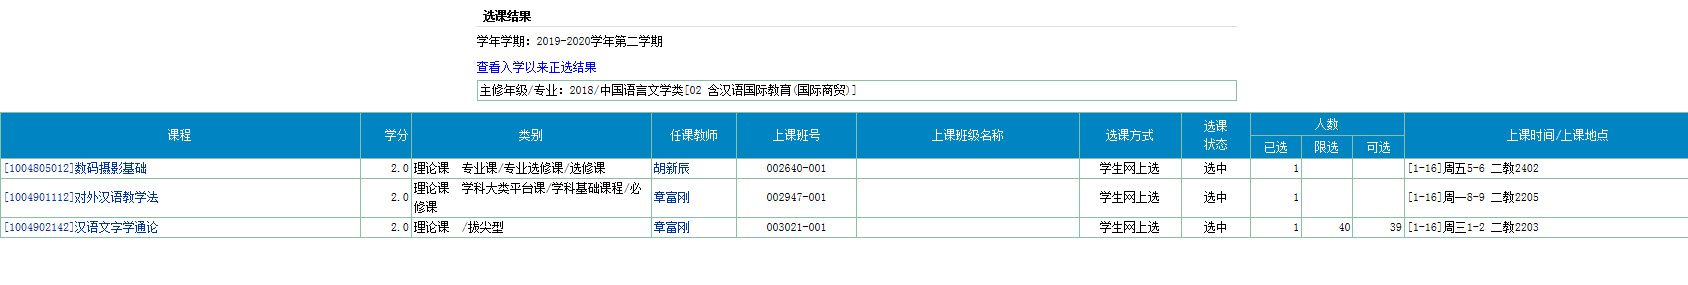 选课结果
学年学期：2019-2020学年第二学期
查看入学以来正选结果
主修年级/专业：2018/中国语言文学类[02 含汉语国际教育(国际商贸)]
课程 学分 类别 任课教师 上课班号 上课班级名称 选课方式 选课状态 人数 上课时间/上课地点
已选 限选 可选
[1004805012]数码摄影基础 2.0 理论课 专业课/专业选修课/选修课 胡新辰 002640-001 学生网上选 选中 1 [1-16]周五5-6 二教2402
[1004901112]对外汉语教学法 2.0 理论课 学科大类平台课/学科基础课程/必修课 章富刚 002947-001 学生网上选 选中 1 [1-16]周一8-9 二教2205
[1004902142]汉语文字学通论 2.0 理论课 /拔尖型 章富刚 003021-001 学生网上选 选中 1 40 39 [1-16]周三1-2 二教2203